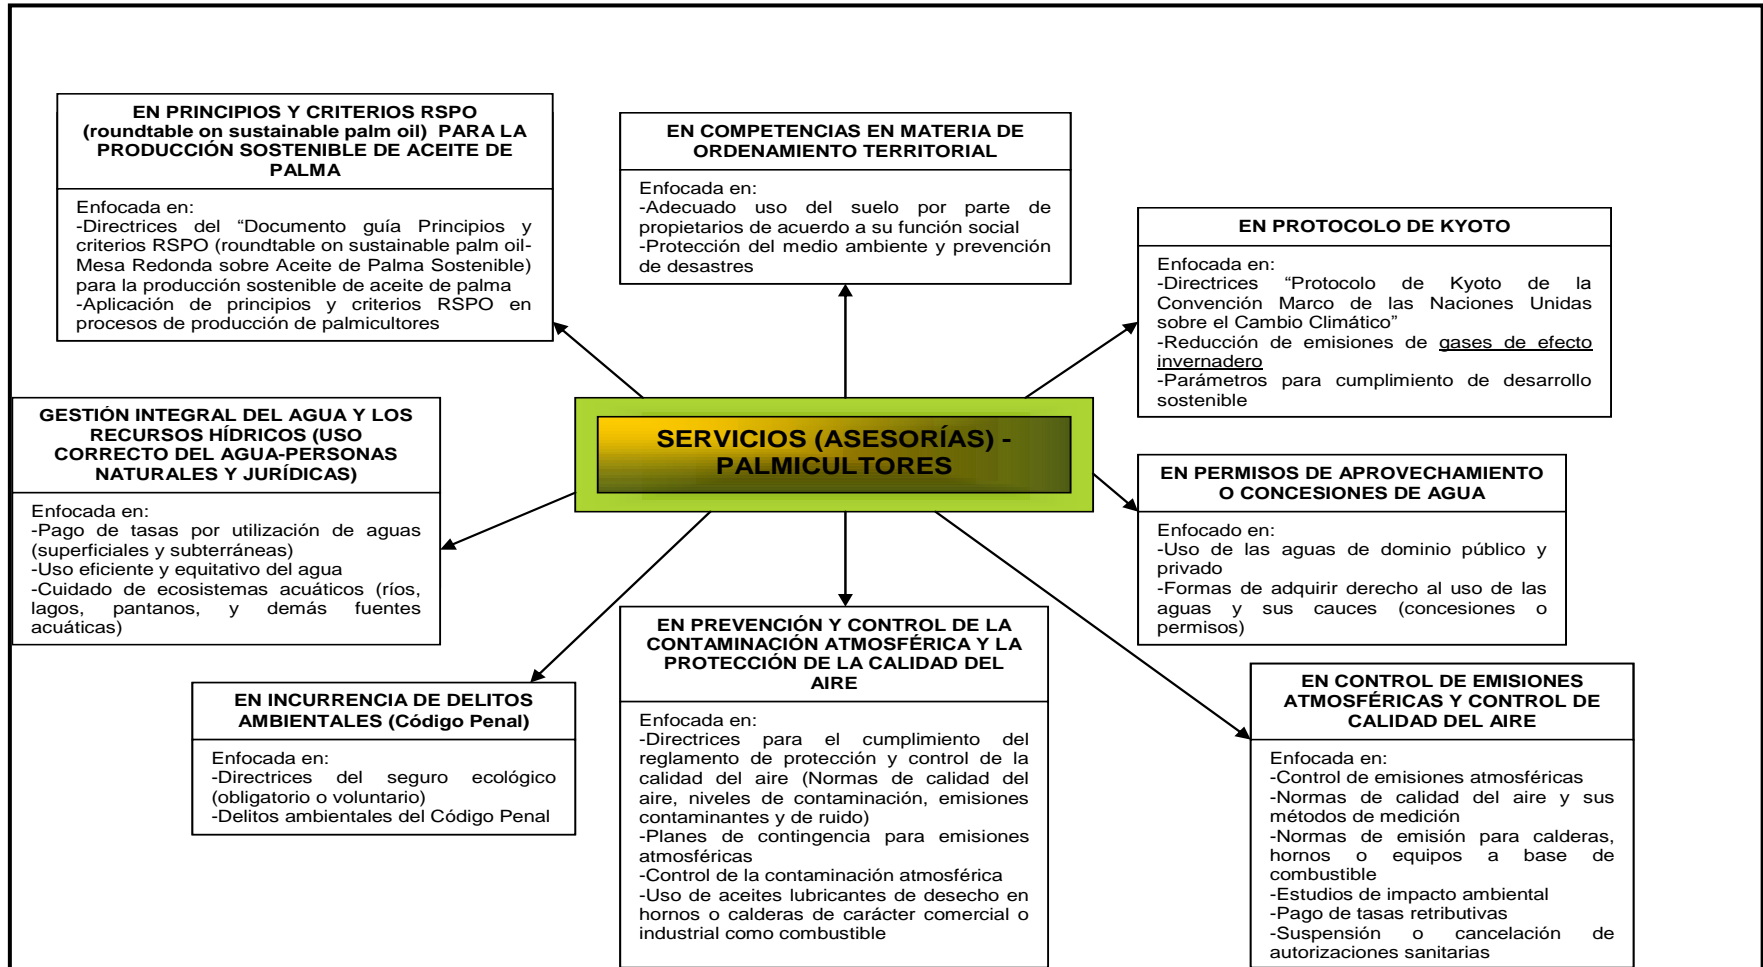 EN PRINCIPIOS Y CRITERIOS RSPO
(roundtable on sustainable palm oil) PARA LA
PRODUCCIÓN SOSTENIBLE DE ACEITE DE
PALMA
Enfocada en:
-Directrices del “Documento guía Principios y
criterios RSPO (roundtable on sustainable palm oil-
Mesa Redonda sobre Aceite de Palma Sostenible)
para la producción sostenible de aceite de palma
-Aplicación de principios y criterios RSPO en
procesos de producción de palmicultores
EN COMPETENCIAS EN MATERIA DE
ORDENAMIENTO TERRITORIAL
Enfocada en:
-Adecuado uso del suelo por parte de
propietarios de acuerdo a su función social
-Protección del medio ambiente y prevención
de desastres
EN PROTOCOLO DE KYOTO
Enfocada en:
-Directrices “Protocolo de Kyoto de la
Convención Marco de las Naciones Unidas
sobre el Cambio Climático”
-Reducción de emisiones de gases de efecto
invernadero
-Parámetros para cumplimiento de desarrollo
sostenible
GESTIÓN INTEGRAL DEL AGUA Y LOS
RECURSOS HÍDRICOS (USO
CORRECTO DEL AGUA-PERSONAS
NATURALES Y JURÍDICAS)
Enfocada en:
-Pago de tasas por utilización de aguas
(superficiales y subterráneas)
-Uso eficiente y equitativo del agua
-Cuidado de ecosistemas acuáticos (ríos,
lagos, pantanos, y demás fuentes
acuáticas)
SERVICIOS (ASESORÍAS) -
PALMICULTORES
EN PERMISOS DE APROVECHAMIENTO
O CONCESIONES DE AGUA
Enfocado en:
-Uso de las aguas de dominio público y
privado
-Formas de adquirir derecho al uso de las
aguas y sus cauces (concesiones o
permisos)
EN INCURRENCIA DE DELITOS
AMBIENTALES (Código Penal)
Enfocada en:
-Directrices del seguro ecológico
(obligatorio o voluntario)
-Delitos ambientales del Código Penal
EN PREVENCIÓN Y CONTROL DE LA
CONTAMINACIÓN ATMOSFÉRICA Y LA
PROTECCIÓN DE LA CALIDAD DEL
AIRE
Enfocada en:
-Directrices para el cumplimiento del
reglamento de protección y control de la
calidad del aire (Normas de calidad del
aire, niveles de contaminación, emisiones
contaminantes y de ruido)
-Planes de contingencia para emisiones
atmosféricas
-Control de la contaminación atmosférica
-Uso de aceites lubricantes de desecho en
hornos o calderas de carácter comercial o
industrial como combustible
EN CONTROL DE EMISIONES
ATMOSFÉRICAS Y CONTROL DE
CALIDAD DEL AIRE
Enfocada en:
-Control de emisiones atmosféricas
-Normas de calidad del aire y sus
métodos de medición
-Normas de emisión para calderas,
hornos o equipos a base de
combustible
-Estudios de impacto ambiental
-Pago de tasas retributivas
-Suspensión o cancelación de
autorizaciones sanitarias